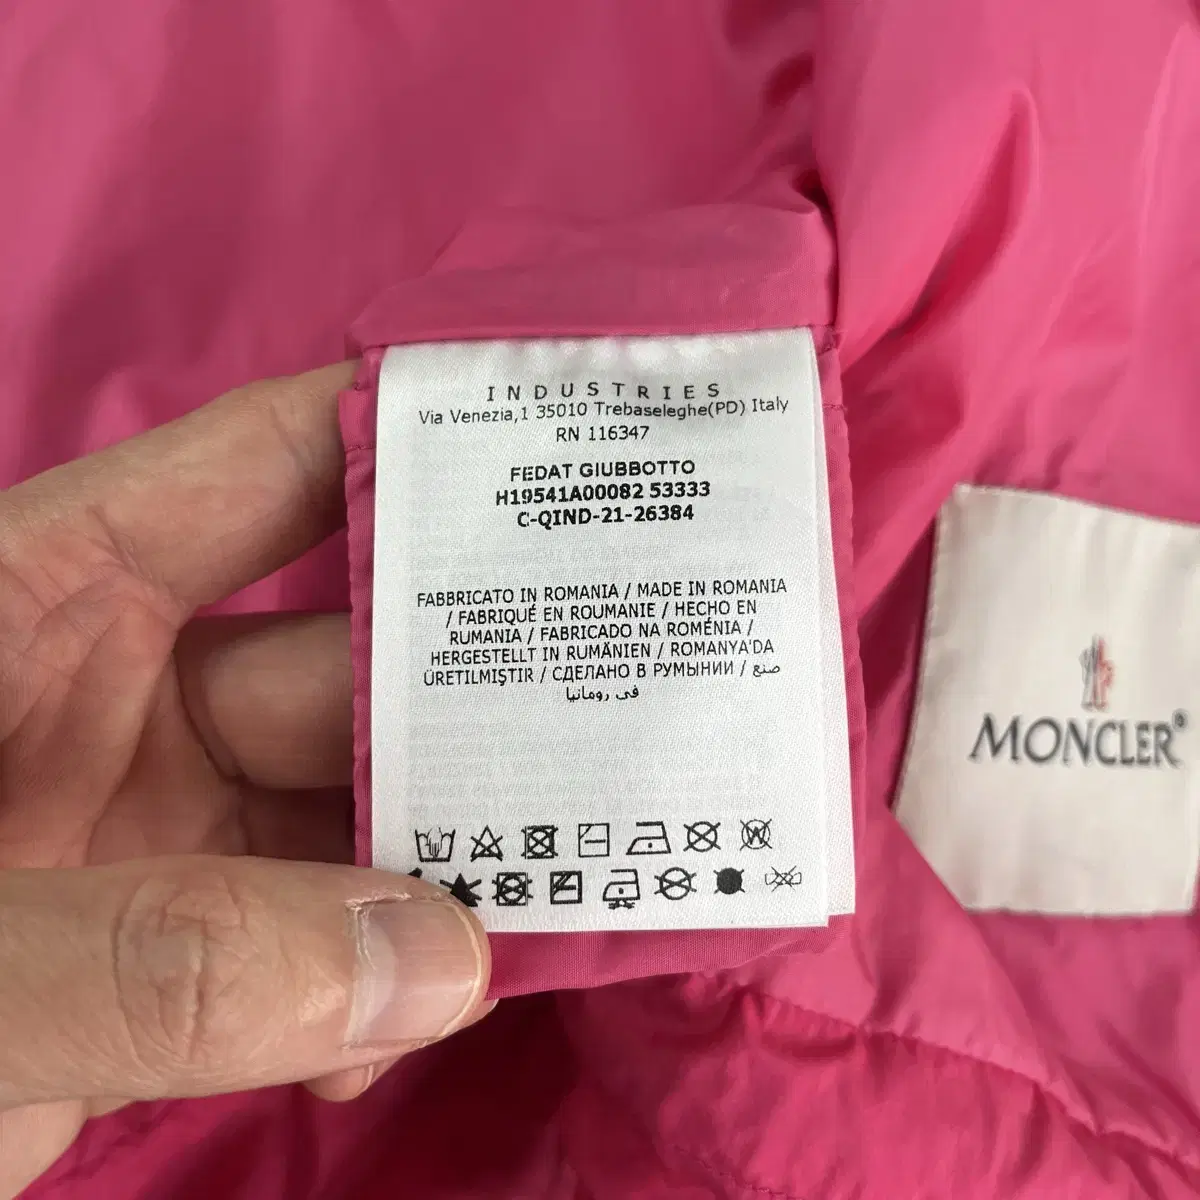 INDUSTRIES
Via Venezia,1 35010 Trebaseleghe(PD) Italy
RN 116347
FEDAT GIUBBOTTO
H19541A00082 53333
C-QIND-21-26384
FABBRICATO IN ROMANIA / MADE IN ROMANIA
/ FABRIQUÉ EN ROUMANIE / HECHO EN
RUMANIA / FABRICADO NA ROMÉNIA /
HERGESTELLT IN RUMÄNIEN / ROMANYA'DA
ÜRETILMIŞTIR / СДЕЛАНО В РУМЫНИИ / صنع
في رومانيا
MONCLER®